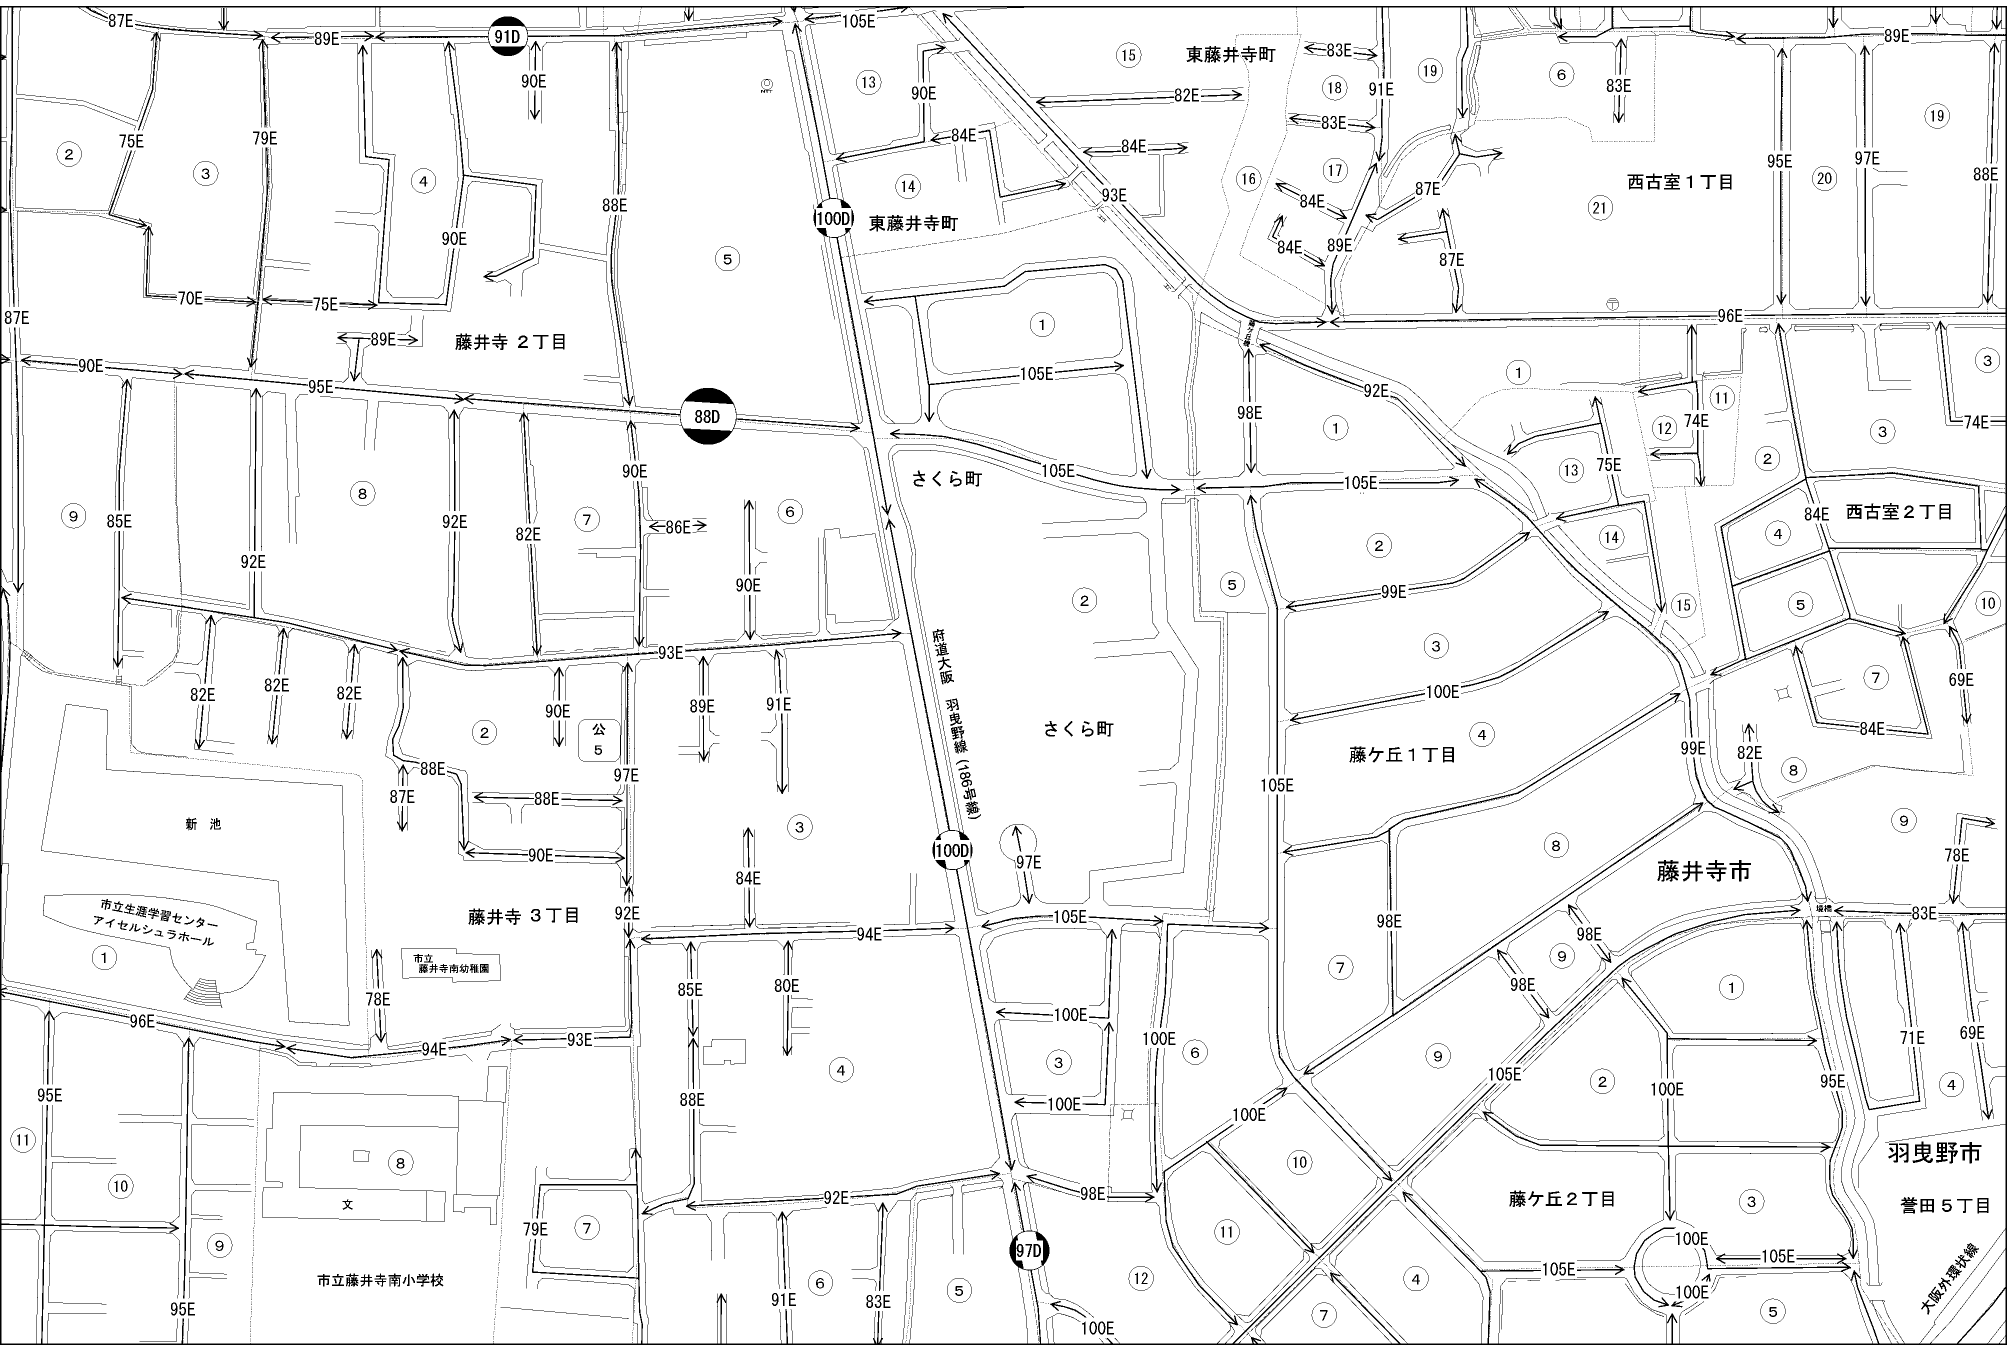 87E
89E
91D
105E
90E
88E
79E
75E
2
3
4
5
NTT
13
90E
84E
14
東藤井寺町
15
東藤井寺町
82E
84E
93E
83E
18
83E
17
16
84E
84E
89E
91E
19
87E
87E
6
83E
西古室1丁目
21
95E
20
97E
19
88E
89E
〒
96E
70E
75E
90E
87E
89E
藤井寺 2丁目
90E
95E
88D
100D
1
105E
さくら町
105E
98E
92E
1
1
105E
11
12
74E
13
75E
14
15
2
3
3
74E
84E
西古室2丁目
4
5
10
9
85E
8
92E
92E
82E
7
90E
86E
6
90E
93E
2
5
2
99E
3
100E
4
藤ケ丘1丁目
99E
7
84E
69E
82E
8
9
78E
82E
82E
82E
2
88E
87E
90E
公
5
97E
88E
90E
89E
91E
3
84E
府道大阪 羽曳野線(186号線)
さくら町
105E
100D
97E
8
藤井寺市
新 池
市立生涯学習センター
アイセルシュラホール
1
藤井寺 3丁目
市立
藤井寺南幼稚園
78E
92E
94E
105E
98E
7
98E
9
98E
境橋
83E
1
96E
94E
93E
85E
80E
100E
3
100E
100E
6
9
105E
2
100E
95E
71E
69E
4
95E
11
10
9
95E
8
文
市立藤井寺南小学校
88E
4
92E
79E
7
91E
6
83E
5
98E
97D
12
100E
100E
10
11
藤ケ丘2丁目
4
7
105E
100E
100E
105E
3
5
羽曳野市
誉田5丁目
大阪外環状線